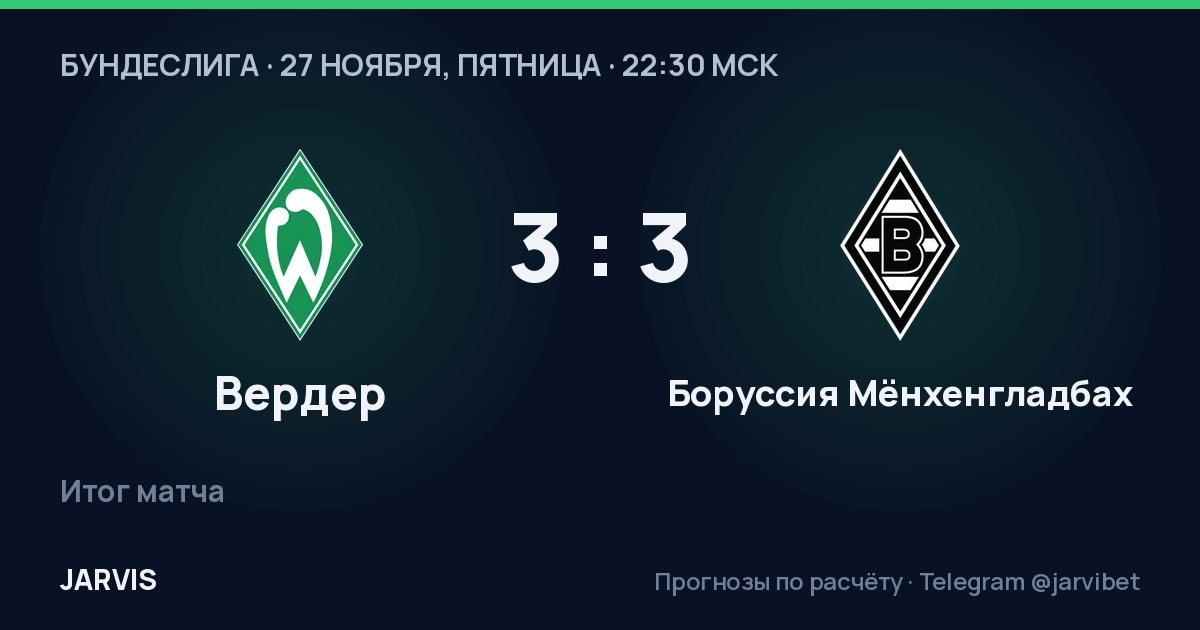 БУНДЕСЛИГА · 27 НОЯБРЯ, ПЯТНИЦА · 22:30 МСК
3 : 3
B
Вердер
Боруссия Мёнхенгладбах
Итог матча
JARVIS
Прогнозы по расчёту · Telegram @jarvibet